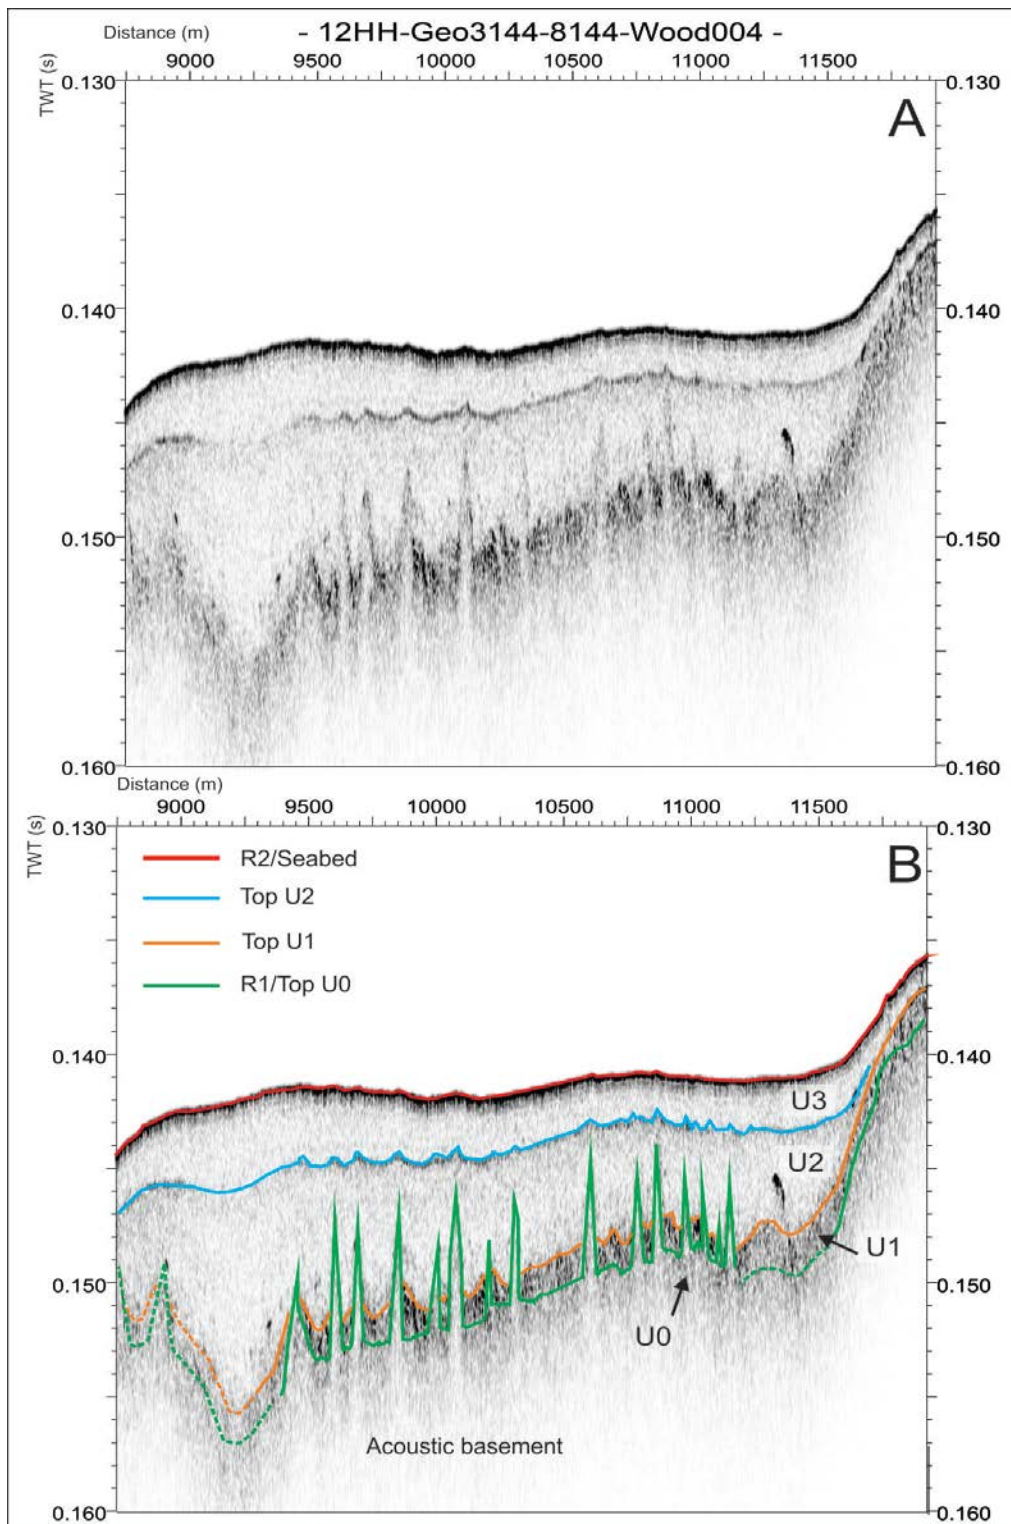 - 12HH-Geo3144-8144-Wood004 -
Distance (m)
9000 9500 10000 10500 11000 11500
TWT (s)
0.130 0.130
A
0.140 0.140
0.150 0.150
0.160 0.160
Distance (m)
9000 9500 10000 10500 11000 11500
TWT (s)
0.130 0.130
B
R2/Seabed
Top U2
Top U1
R1/Top U0
0.140 0.140
U3
U2
U1
0.150 0.150
U0
Acoustic basement
0.160 0.160